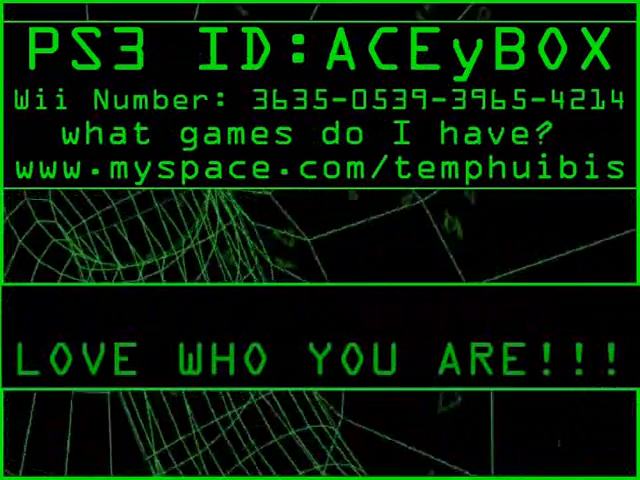 PS3 ID:ACEyBOX
Wii Number: 3635-0539-3965-4214
what games do I have?
www.myspace.com/temphuibis
LOVE WHO YOU ARE!!!